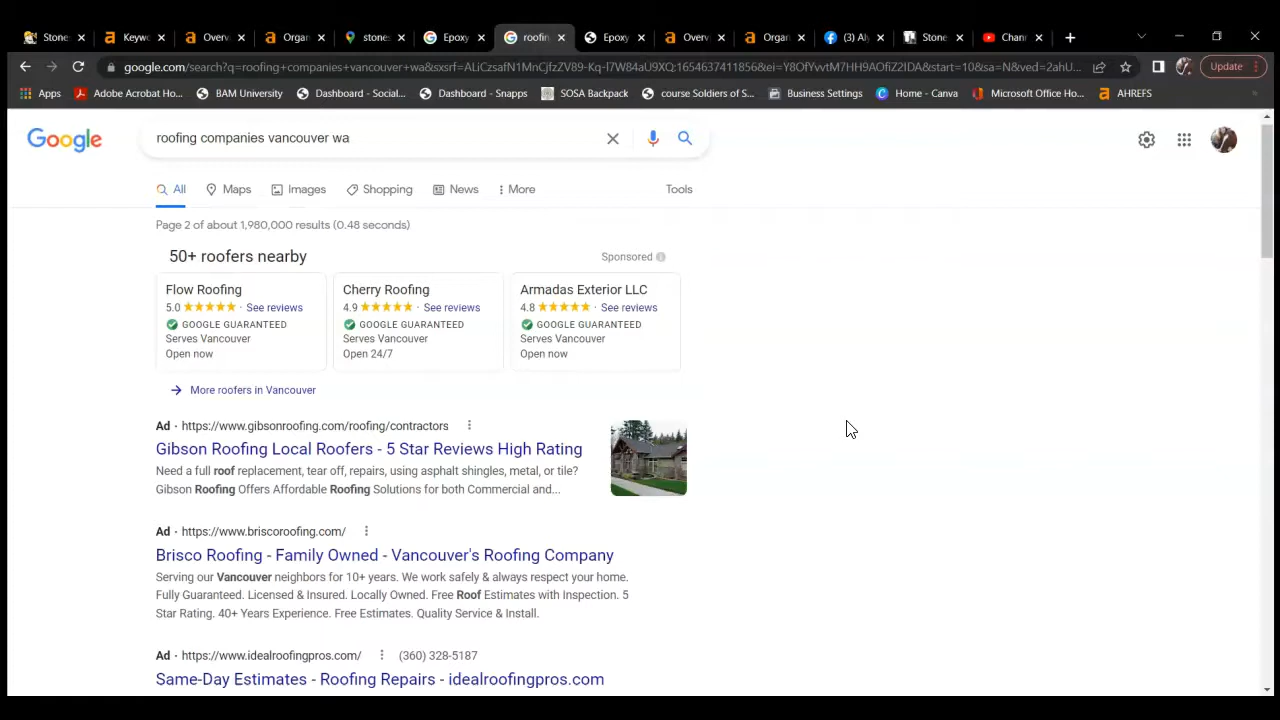 Stone
Keywo
Overv
Organ
stones
Epoxy
roofin
Epoxy
Overv
Organ
(3) Al
Stone
Chann
google.com/search?q=roofing+companies+vancouver+wa&sxsrf=ALiCzsafN1MnCjfzZV89-Kq-l7W84aU9XQ:1654637411856&ei=Y8OfYvvtM7HH9AOfiZ2IDA&start=10&sa=N&ved=2ahU...
Update
Apps
Adobe Acrobat Ho...
BAM University
Dashboard - Social...
Dashboard - Snapps
SOSA Backpack
course Soldiers of S...
Business Settings
Home - Canva
Microsoft Office Ho...
AHREFS
Google
roofing companies vancouver wa
All Maps Images Shopping News More Tools
Page 2 of about 1,980,000 results (0.48 seconds)
50+ roofers nearby
Sponsored
Flow Roofing
5.0 · See reviews
GOOGLE GUARANTEED
Serves Vancouver
Open now
Cherry Roofing
4.9 · See reviews
GOOGLE GUARANTEED
Serves Vancouver
Open 24/7
Armadas Exterior LLC
4.8 · See reviews
GOOGLE GUARANTEED
Serves Vancouver
Open now
More roofers in Vancouver
Ad · https://www.gibsonroofing.com/roofing/contractors
Gibson Roofing Local Roofers - 5 Star Reviews High Rating
Need a full roof replacement, tear off, repairs, using asphalt shingles, metal, or tile?
Gibson Roofing Offers Affordable Roofing Solutions for both Commercial and...
Ad · https://www.briscoroofing.com/
Brisco Roofing - Family Owned - Vancouver's Roofing Company
Serving our Vancouver neighbors for 10+ years. We work safely & always respect your home.
Fully Guaranteed. Licensed & Insured. Locally Owned. Free Roof Estimates with Inspection. 5
Star Rating. 40+ Years Experience. Free Estimates. Quality Service & Install.
Ad · https://www.idealroofingpros.com/ (360) 328-5187
Same-Day Estimates - Roofing Repairs - idealroofingpros.com